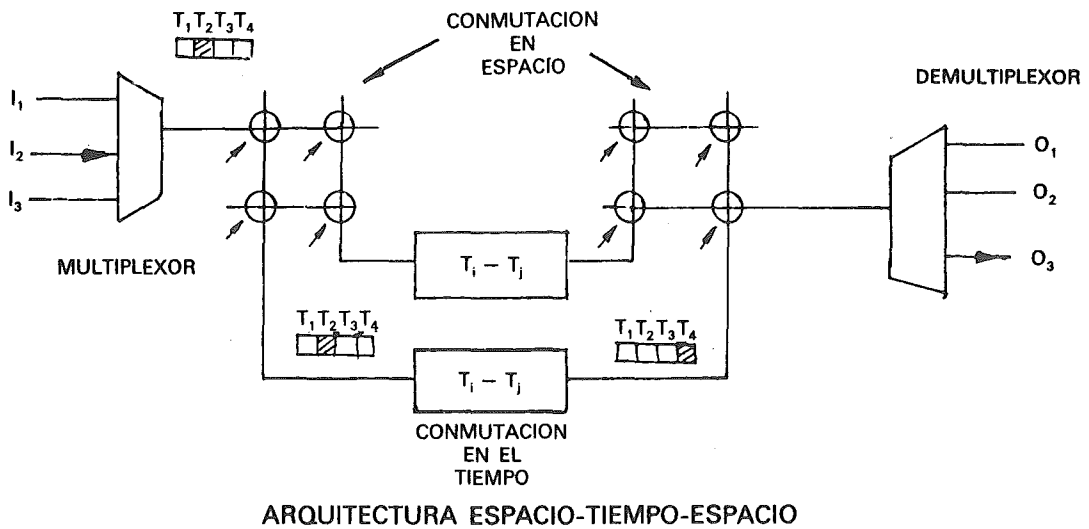 T₁T₂T₃T₄
CONMUTACION
EN
ESPACIO
DEMULTIPLEXOR
I₁
I₂
I₃
O₁
O₂
O₃
MULTIPLEXOR
Tᵢ – Tⱼ
T₁T₂T₃T₄
T₁T₂T₃T₄
Tᵢ – Tⱼ
CONMUTACION
EN EL
TIEMPO
ARQUITECTURA ESPACIO-TIEMPO-ESPACIO